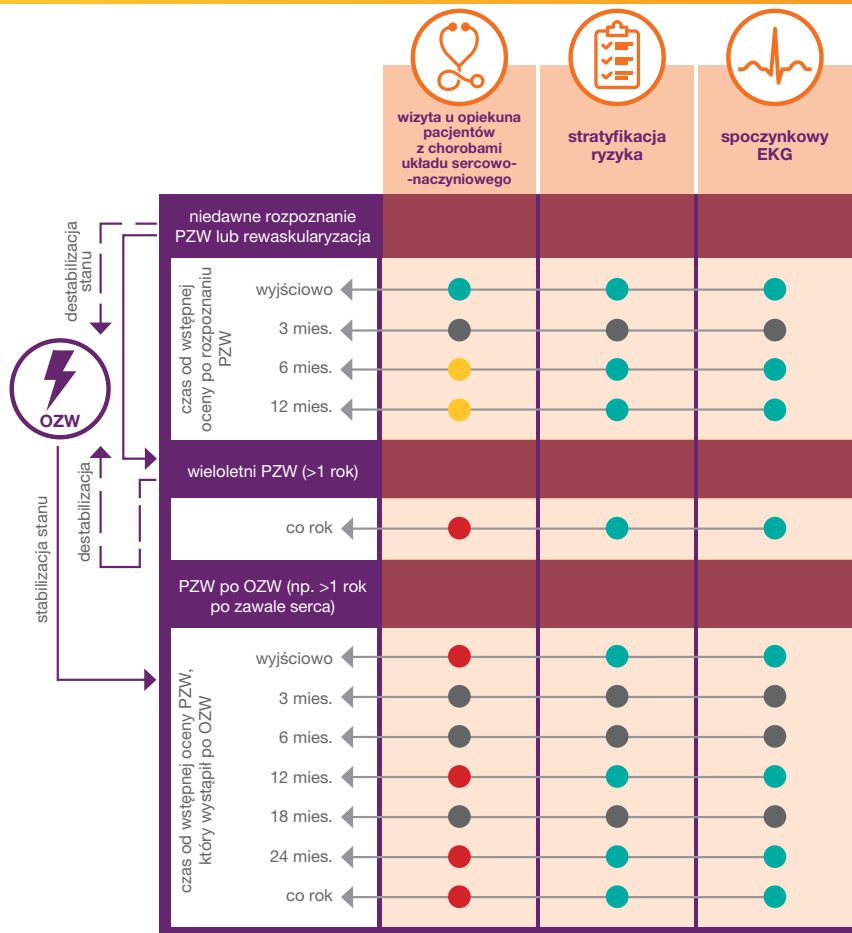 wizyta u opiekuna
pacjentów
z chorobami
układu sercowo-
-naczyniowego
stratyfikacja
ryzyka
spoczynkowy
EKG
niedawne rozpoznanie
PZW lub rewaskularyzacja
destabilizacja
stanu
czas od wstępnej
oceny po rozpoznaniu
PZW
wyjściowo
3 mies.
6 mies.
12 mies.
OZW
wieloletni PZW (>1 rok)
destabilizacja
co rok
stabilizacja stanu
PZW po OZW (np. >1 rok
po zawale serca)
czas od wstępnej oceny PZW,
który wystąpił po OZW
wyjściowo
3 mies.
6 mies.
12 mies.
18 mies.
24 mies.
co rok